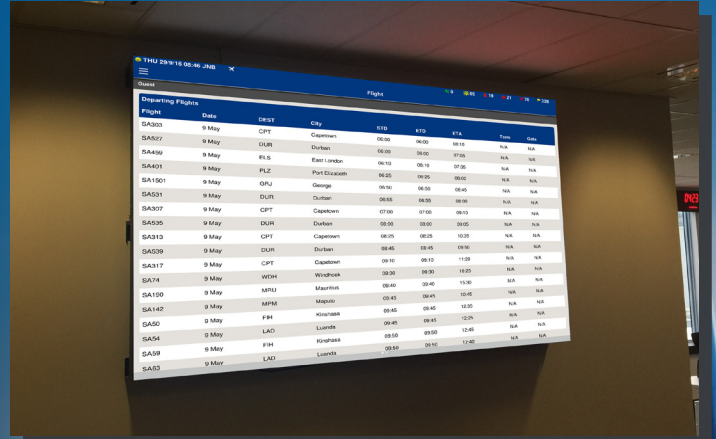 THU 29/9/16 08:46 JNB
Guest Flight
Departing Flights
Flight Date DEST City STD ETD ETA Term Gate
SA303 9 May CPT Capetown 06:00 06:00 08:10 N/A N/A
SA527 9 May DUR Durban 06:00 06:00 07:05 N/A N/A
SA459 9 May ELS East London 06:10 06:10 07:35 N/A N/A
SA401 9 May PLZ Port Elizabeth 06:25 06:25 08:00 N/A N/A
SA1501 9 May GRJ George 06:50 06:50 08:45 N/A N/A
SA531 9 May DUR Durban 06:55 06:55 08:00 N/A N/A
SA307 9 May CPT Capetown 07:00 07:00 09:10 N/A N/A
SA535 9 May DUR Durban 08:00 08:00 09:05 N/A N/A
SA313 9 May CPT Capetown 08:25 08:25 10:35 N/A N/A
SA539 9 May DUR Durban 08:45 08:45 09:50 N/A N/A
SA317 9 May CPT Capetown 09:10 09:10 11:20 N/A N/A
SA74 9 May WDH Windhoek 09:30 09:30 N/A N/A
SA190 9 May MRU Mauritius 09:40 09:40 15:30 N/A N/A
SA142 9 May MPM Maputo 09:45 09:45 10:45 N/A N/A
SA50 9 May FIH Kinshasa 09:45 09:45 12:35 N/A N/A
SA54 9 May LAD Luanda 09:45 09:45 12:25 N/A N/A
SA59 9 May FIH Kinshasa 09:50 09:50 12:45 N/A N/A
SA63 9 May LAD Luanda 09:50 09:50 12:40 N/A N/A